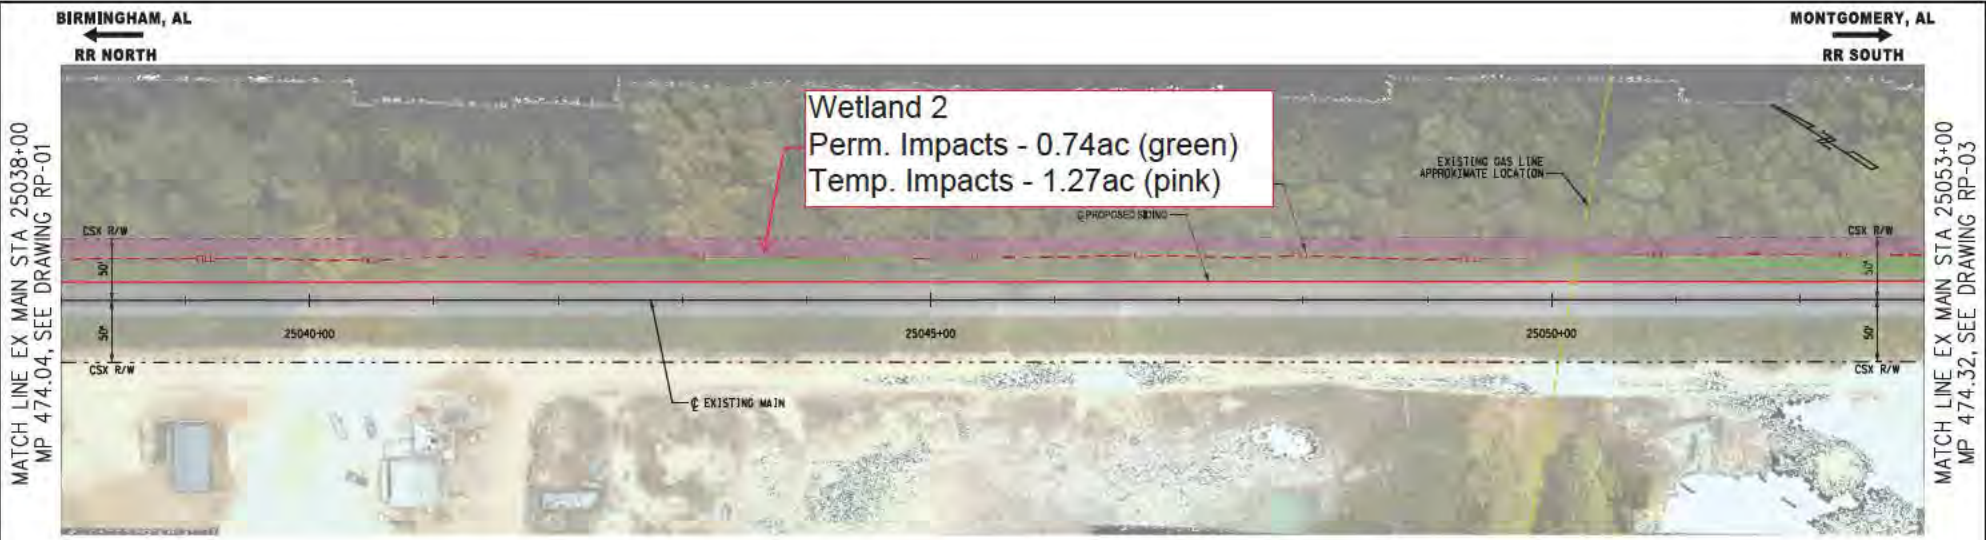 BIRMINGHAM, AL
RR NORTH
MONTGOMERY, AL
RR SOUTH
MATCH LINE EX MAIN STA 25038+00
MP 474.04, SEE DRAWING RP-01
Wetland 2
Perm. Impacts - 0.74ac (green)
Temp. Impacts - 1.27ac (pink)
EXISTING GAS LINE
APPROXIMATE LOCATION
℄ PROPOSED SIDING
CSX R/W
CSX R/W
50'
50'
FILL
25040+00
25045+00
25050+00
50'
50'
CSX R/W
CSX R/W
℄ EXISTING MAIN
MATCH LINE EX MAIN STA 25053+00
MP 474.32, SEE DRAWING RP-03